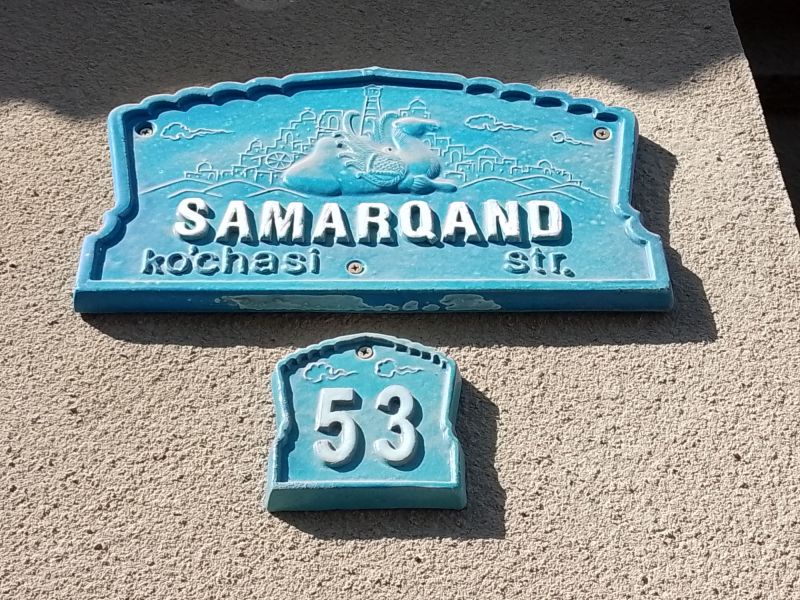 SAMARQAND
ko'chasi str.
53